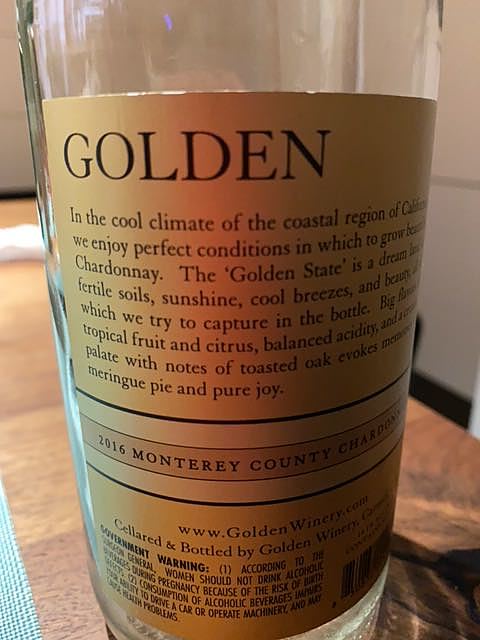 GOLDEN
In the cool climate of the coastal region of
we enjoy perfect conditions in which to grow
Chardonnay. The 'Golden State' is a dream
fertile soils, sunshine, cool breezes, and beauty,
which we try to capture in the bottle. Big
tropical fruit and citrus, balanced acidity, and a
palate with notes of toasted oak evokes
meringue pie and pure joy.
2016 MONTEREY COUNTY
www.GoldenWinery.com
Cellared & Bottled by Golden Winery,
GOVERNMENT WARNING: (1) ACCORDING TO THE
SURGEON GENERAL, WOMEN SHOULD NOT DRINK ALCOHOLIC
BEVERAGES DURING PREGNANCY BECAUSE OF THE RISK OF BIRTH
DEFECTS. (2) CONSUMPTION OF ALCOHOLIC BEVERAGES IMPAIRS
YOUR ABILITY TO DRIVE A CAR OR OPERATE MACHINERY, AND MAY
CAUSE HEALTH PROBLEMS.